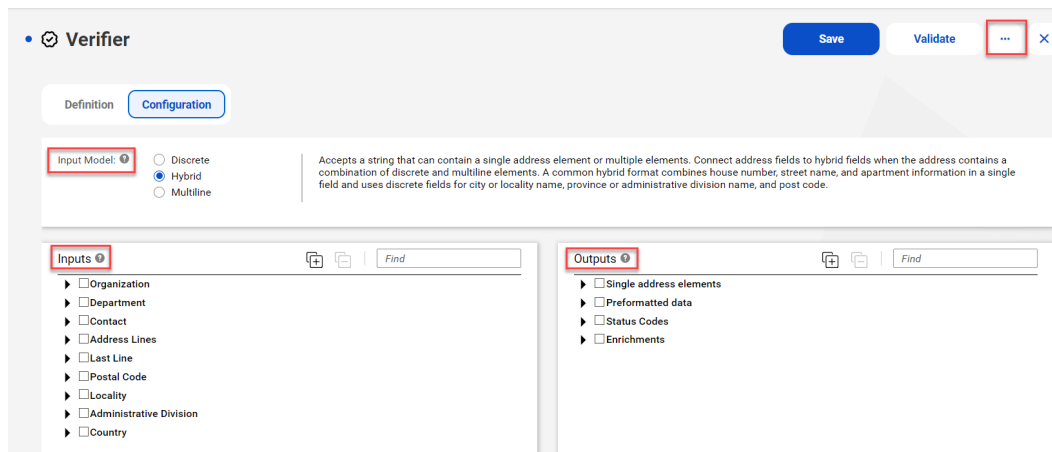 Verifier
Save
Validate
...
Definition
Configuration
Input Model:
Discrete
Hybrid
Multiline
Accepts a string that can contain a single address element or multiple elements. Connect address fields to hybrid fields when the address contains a
combination of discrete and multiline elements. A common hybrid format combines house number, street name, and apartment information in a single
field and uses discrete fields for city or locality name, province or administrative division name, and post code.
Inputs
Find
Organization
Department
Contact
Address Lines
Last Line
Postal Code
Locality
Administrative Division
Country
Outputs
Find
Single address elements
Preformatted data
Status Codes
Enrichments